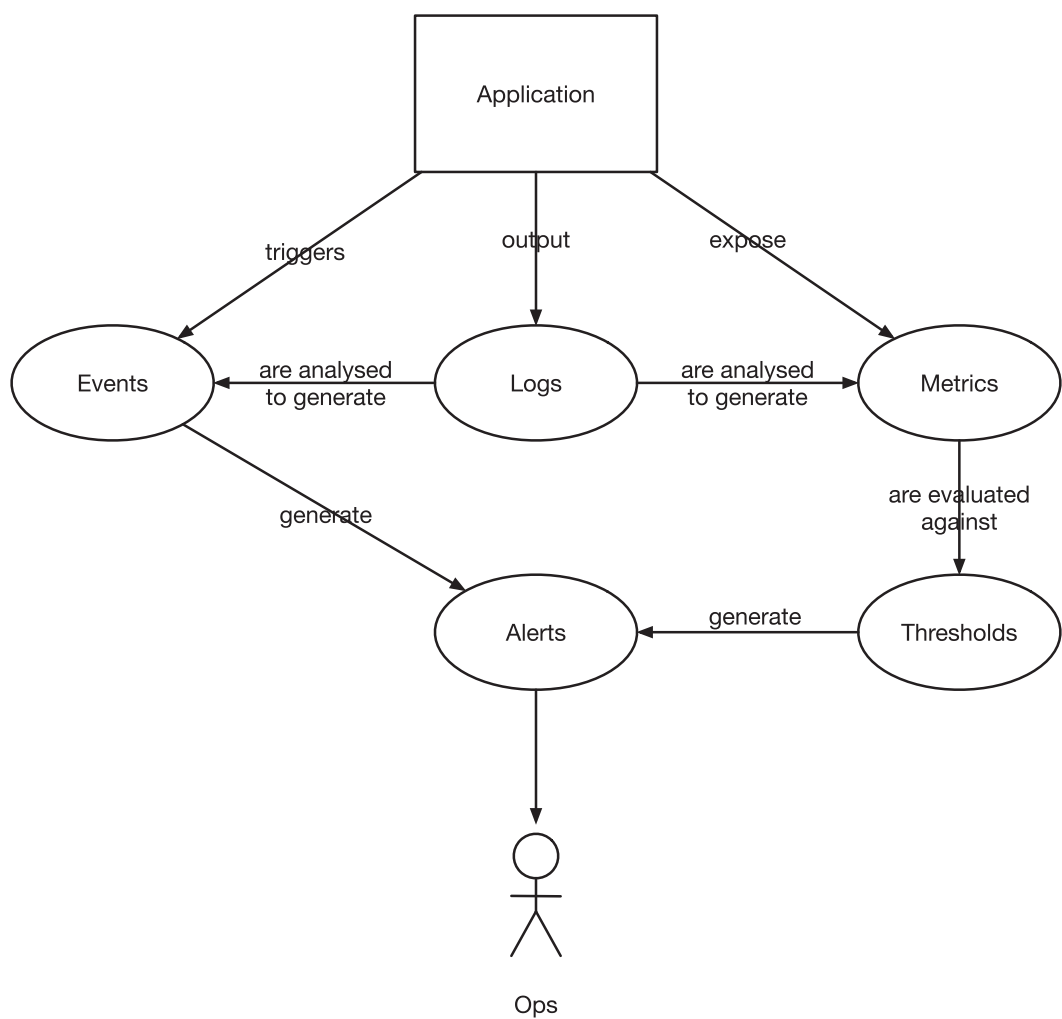 Application
triggers
output
expose
Events
are analysed
to generate
Logs
are analysed
to generate
Metrics
generate
are evaluated
against
Alerts
generate
Thresholds
Ops